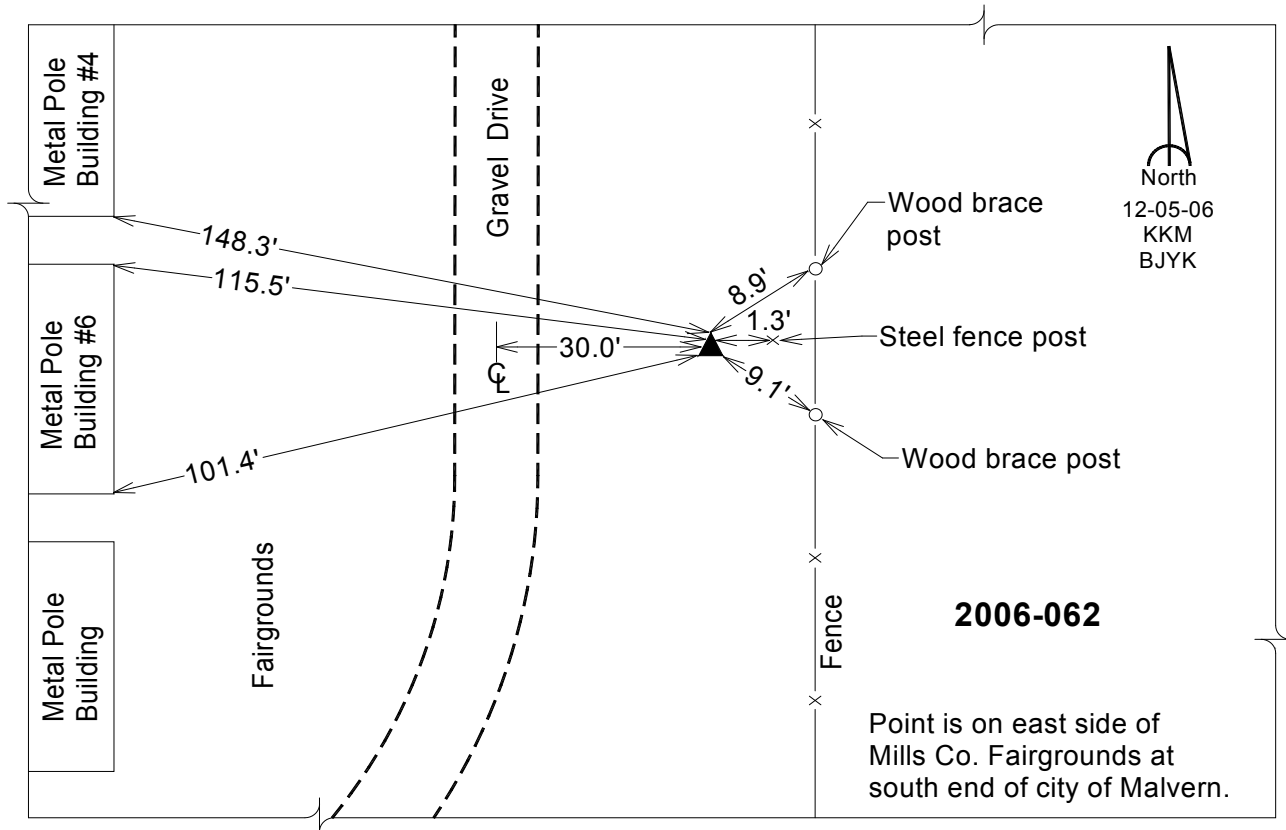 Metal Pole
Building #4
Gravel Drive
North
12-05-06
KKM
BJYK
Wood brace
post
148.3'
115.5'
8.9'
1.3'
Steel fence post
30.0'
℄
Metal Pole
Building #6
9.1'
101.4'
Wood brace post
Fairgrounds
Metal Pole
Building
Fence
2006-062
Point is on east side of
Mills Co. Fairgrounds at
south end of city of Malvern.